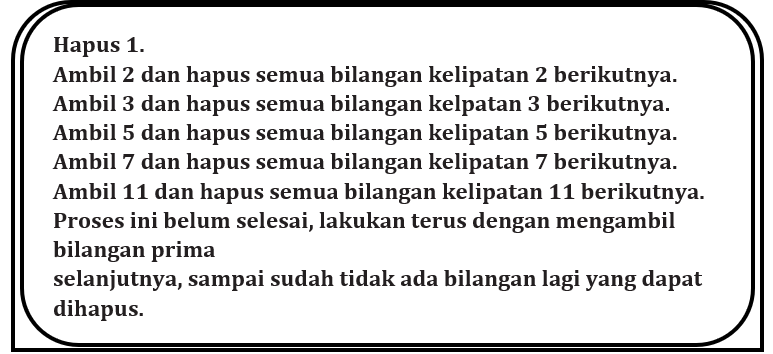 Hapus 1.
Ambil 2 dan hapus semua bilangan kelipatan 2 berikutnya.
Ambil 3 dan hapus semua bilangan kelpatan 3 berikutnya.
Ambil 5 dan hapus semua bilangan kelipatan 5 berikutnya.
Ambil 7 dan hapus semua bilangan kelipatan 7 berikutnya.
Ambil 11 dan hapus semua bilangan kelipatan 11 berikutnya.
Proses ini belum selesai, lakukan terus dengan mengambil
bilangan prima
selanjutnya, sampai sudah tidak ada bilangan lagi yang dapat
dihapus.